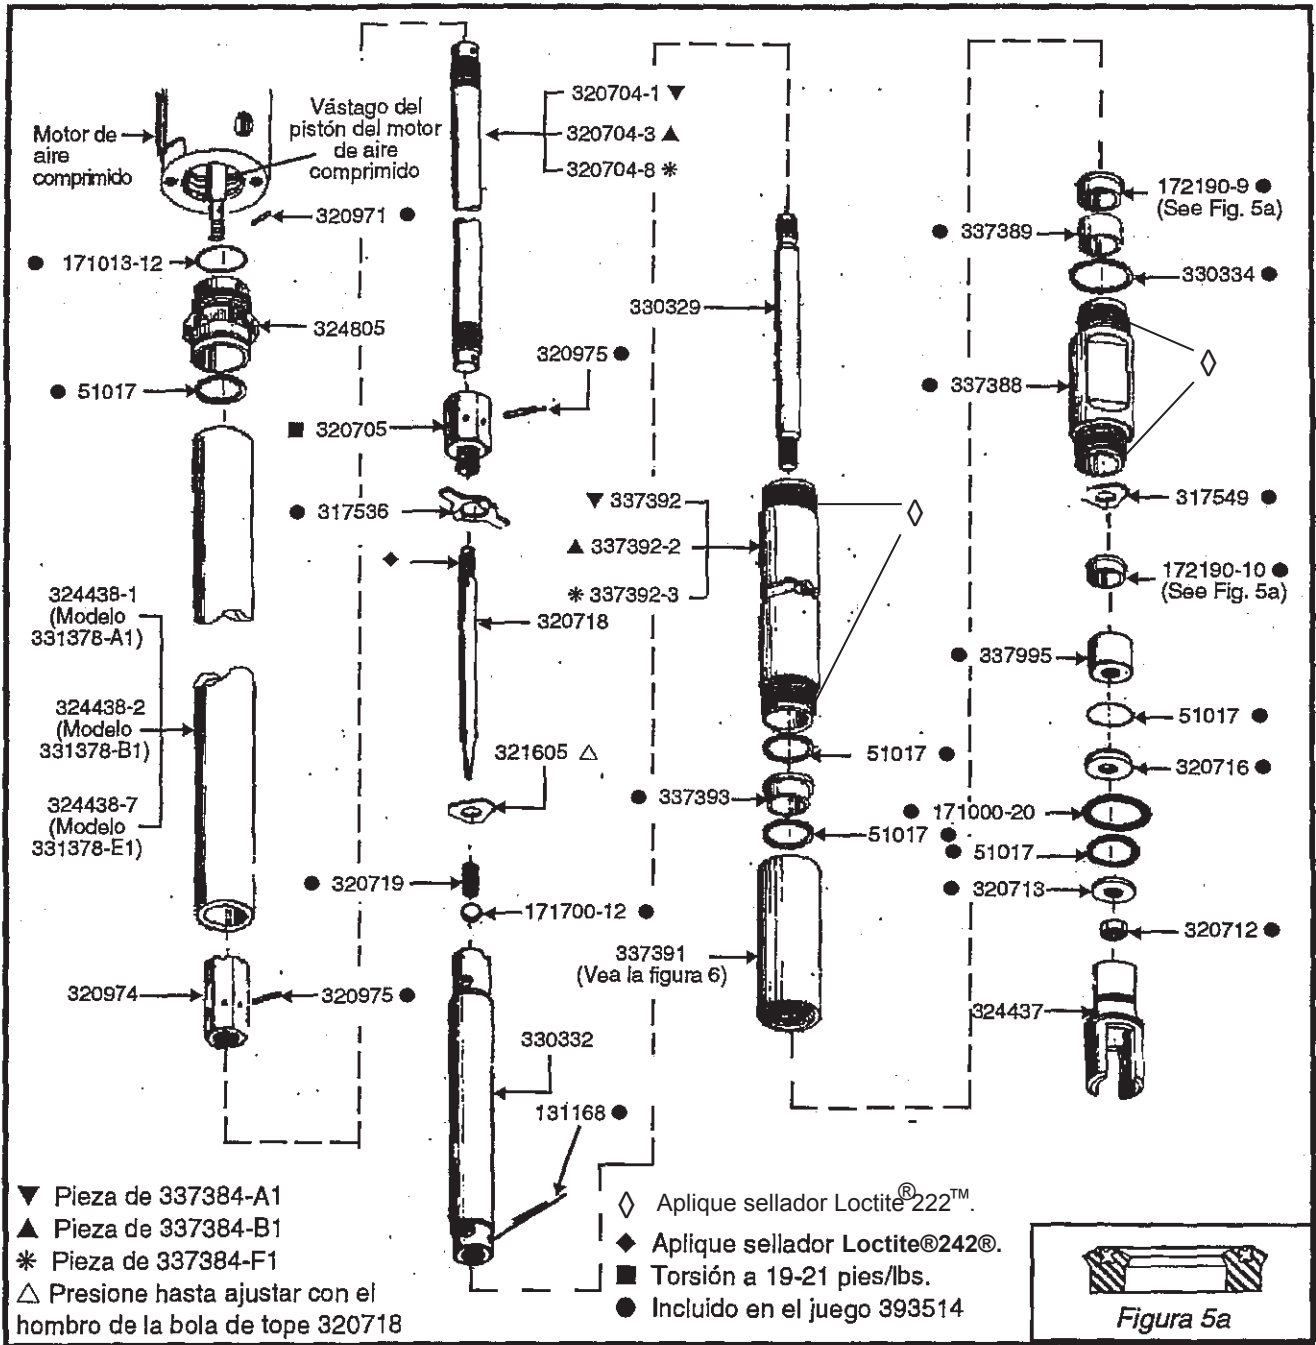 Motor de
aire
comprimido
Vástago del
pistón del motor
de aire
comprimido
320971 ●
● 171013-12
324805
● 51017
324438-1
(Modelo
331378-A1)
324438-2
(Modelo
331378-B1)
324438-7
(Modelo
331378-E1)
320974
320975 ●
320704-1 ▼
320704-3 ▲
320704-8 ✳
320975 ●
■ 320705
● 317536
◆
320718
321605 △
● 320719
171700-12 ●
330332
131168 ●
330329
▼ 337392
▲ 337392-2
✳ 337392-3
◊
51017 ●
● 337393
51017 ●
337391
(Vea la figura 6)
172190-9 ●
(See Fig. 5a)
● 337389
330334 ●
◊
● 337388
317549 ●
172190-10 ●
(See Fig. 5a)
● 337995
51017 ●
320716 ●
● 171000-20
● 51017
● 320713
320712 ●
324437
▼ Pieza de 337384-A1
▲ Pieza de 337384-B1
✳ Pieza de 337384-F1
△ Presione hasta ajustar con el
hombro de la bola de tope 320718
◊ Aplique sellador Loctite®222™.
◆ Aplique sellador Loctite®242®.
■ Torsión a 19-21 pies/lbs.
● Incluido en el juego 393514
Figura 5a